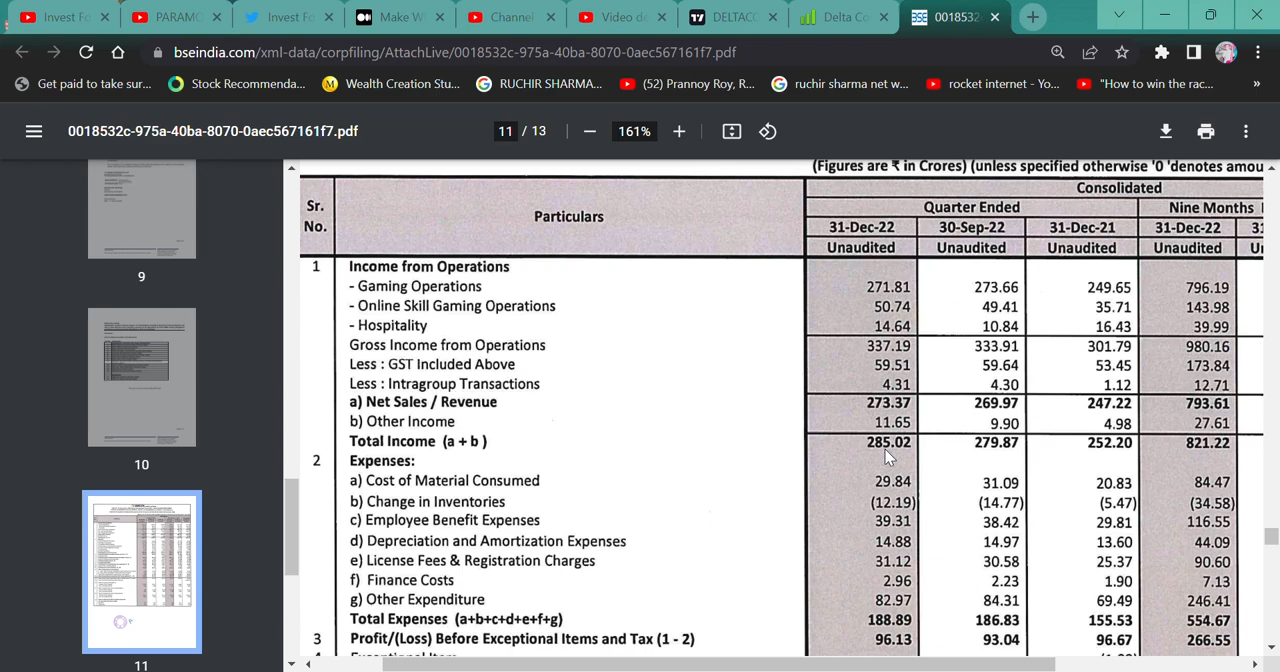 Invest Fo
PARAMO
Invest Fo
Make W
Channel
Video de
DELTACO
Delta Co
BSE 0018532
bseindia.com/xml-data/corpfiling/AttachLive/0018532c-975a-40ba-8070-0aec567161f7.pdf
Get paid to take sur... Stock Recommenda... Wealth Creation Stu... RUCHIR SHARMA... (52) Prannoy Roy, R... ruchir sharma net w... rocket internet - Yo... "How to win the rac... »
0018532c-975a-40ba-8070-0aec567161f7.pdf 11 / 13 161%
9
10
11
(Figures are ₹ in Crores) (unless specified otherwise '0 'denotes amou
Consolidated
Sr. No. Particulars Quarter Ended Nine Months
31-Dec-22 30-Sep-22 31-Dec-21 31-Dec-22 31
Unaudited Unaudited Unaudited Unaudited
1 Income from Operations
- Gaming Operations 271.81 273.66 249.65 796.19
- Online Skill Gaming Operations 50.74 49.41 35.71 143.98
- Hospitality 14.64 10.84 16.43 39.99
Gross Income from Operations 337.19 333.91 301.79 980.16
Less : GST Included Above 59.51 59.64 53.45 173.84
Less : Intragroup Transactions 4.31 4.30 1.12 12.71
a) Net Sales / Revenue 273.37 269.97 247.22 793.61
b) Other Income 11.65 9.90 4.98 27.61
Total Income (a + b ) 285.02 279.87 252.20 821.22
2 Expenses:
a) Cost of Material Consumed 29.84 31.09 20.83 84.47
b) Change in Inventories (12.19) (14.77) (5.47) (34.58)
c) Employee Benefit Expenses 39.31 38.42 29.81 116.55
d) Depreciation and Amortization Expenses 14.88 14.97 13.60 44.09
e) License Fees & Registration Charges 31.12 30.58 25.37 90.60
f) Finance Costs 2.96 2.23 1.90 7.13
g) Other Expenditure 82.97 84.31 69.49 246.41
Total Expenses (a+b+c+d+e+f+g) 188.89 186.83 155.53 554.67
3 Profit/(Loss) Before Exceptional Items and Tax (1 - 2) 96.13 93.04 96.67 266.55